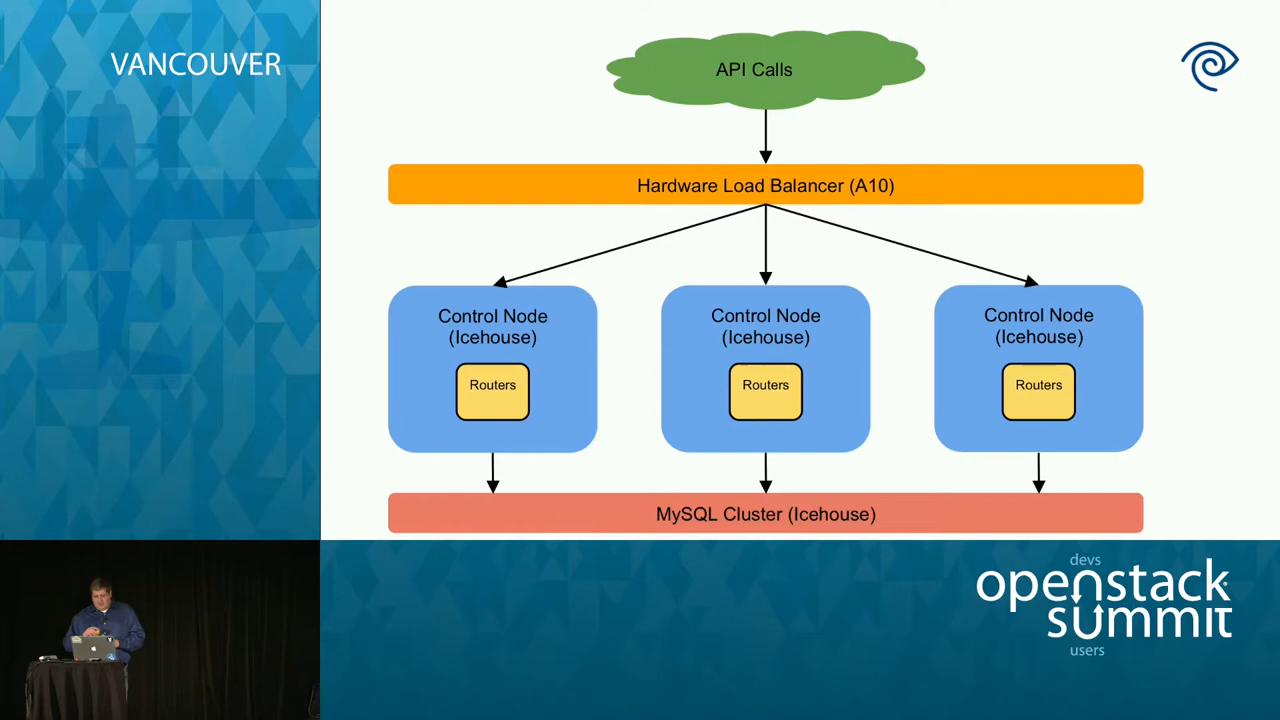 VANCOUVER
API Calls
Hardware Load Balancer (A10)
Control Node
(Icehouse)
Routers
Control Node
(Icehouse)
Routers
Control Node
(Icehouse)
Routers
MySQL Cluster (Icehouse)
devs
openstack
summit
users